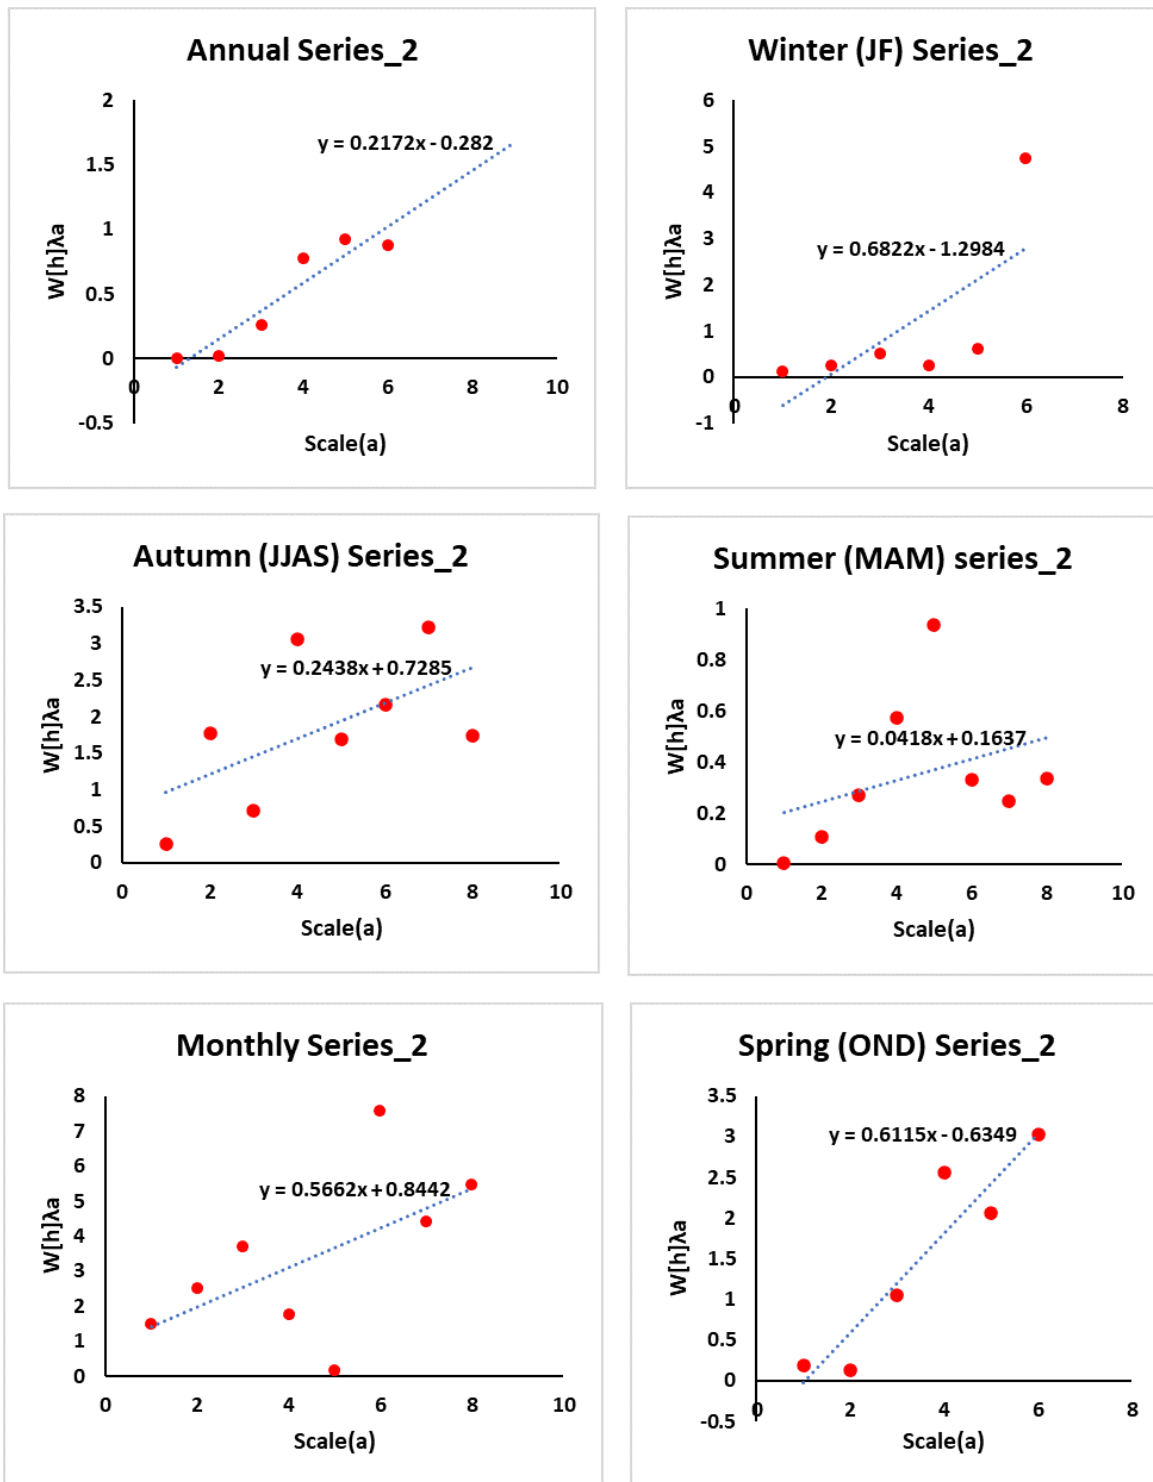 Annual Series_2
2
1.5
1
0.5
0
-0.5
0 2 4 6 8 10
y = 0.2172x - 0.282
W[h]λa
Scale(a)
Winter (JF) Series_2
6
5
4
3
2
1
0
-1
0 2 4 6 8
y = 0.6822x - 1.2984
W[h]λa
Scale(a)
Autumn (JJAS) Series_2
3.5
3
2.5
2
1.5
1
0.5
0
0 2 4 6 8 10
y = 0.2438x + 0.7285
W[h]λa
Scale(a)
Summer (MAM) series_2
1
0.8
0.6
0.4
0.2
0
0 2 4 6 8 10
y = 0.0418x + 0.1637
W[h]λa
Scale(a)
Monthly Series_2
8
7
6
5
4
3
2
1
0
0 2 4 6 8 10
y = 0.5662x + 0.8442
W[h]λa
Scale(a)
Spring (OND) Series_2
3.5
3
2.5
2
1.5
1
0.5
0
-0.5
0 2 4 6 8
y = 0.6115x - 0.6349
W[h]λa
Scale(a)